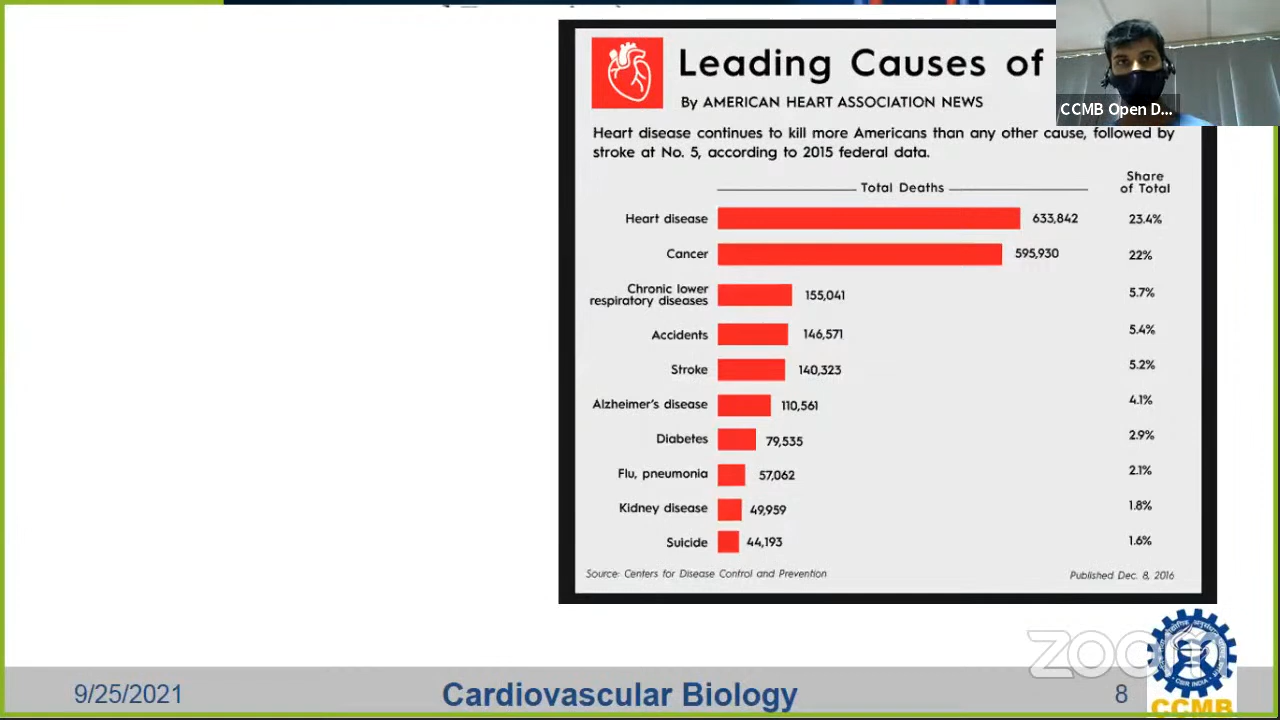 Leading Causes of
By AMERICAN HEART ASSOCIATION NEWS
CCMB Open D...
Heart disease continues to kill more Americans than any other cause, followed by
stroke at No. 5, according to 2015 federal data.
Total Deaths
Share
of Total
Heart disease 633,842 23.4%
Cancer 595,930 22%
Chronic lower
respiratory diseases 155,041 5.7%
Accidents 146,571 5.4%
Stroke 140,323 5.2%
Alzheimer's disease 110,561 4.1%
Diabetes 79,535 2.9%
Flu, pneumonia 57,062 2.1%
Kidney disease 49,959 1.8%
Suicide 44,193 1.6%
Source: Centers for Disease Control and Prevention Published Dec. 8, 2016
zoom
CSIR INDIA
CCMB
9/25/2021 Cardiovascular Biology 8